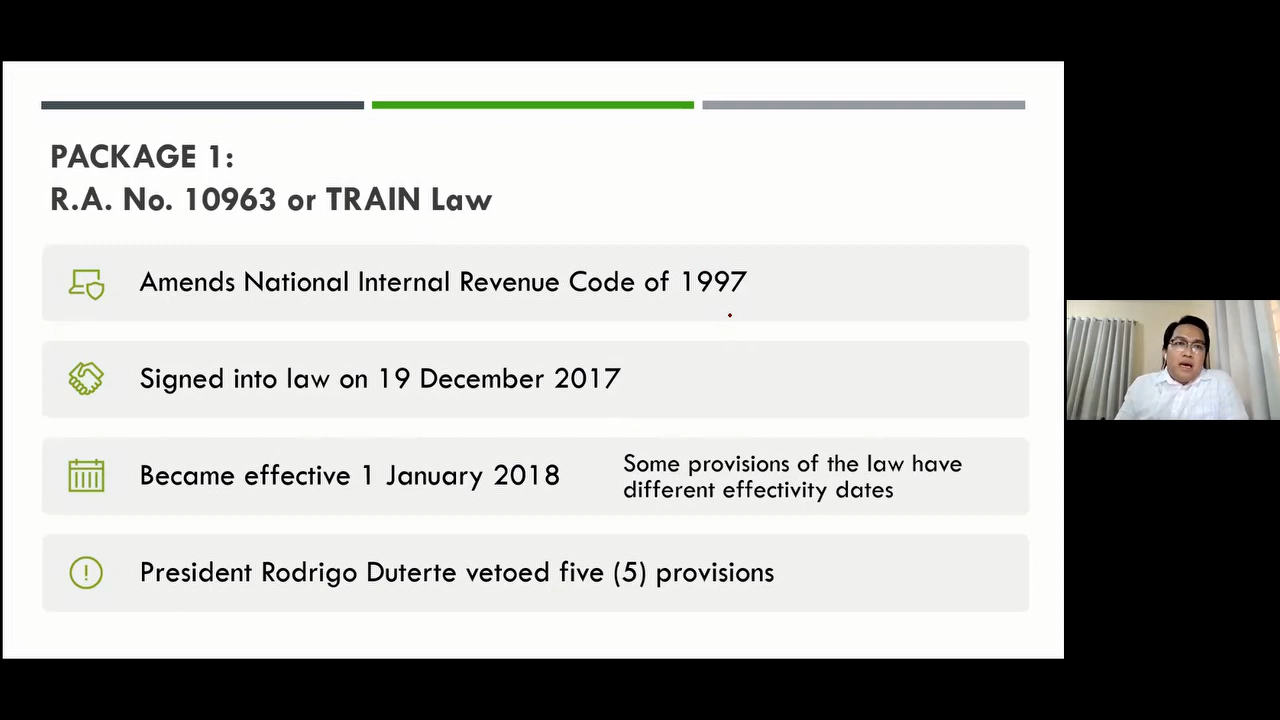 PACKAGE 1:
R.A. No. 10963 or TRAIN Law
Amends National Internal Revenue Code of 1997
Signed into law on 19 December 2017
Became effective 1 January 2018
Some provisions of the law have
different effectivity dates
President Rodrigo Duterte vetoed five (5) provisions